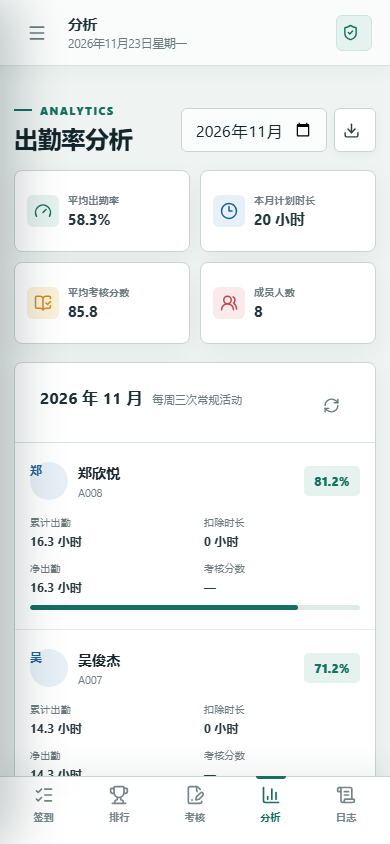 分析
2026年11月23日星期一
ANALYTICS
出勤率分析
2026年11月
平均出勤率
58.3%
本月计划时长
20 小时
平均考核分数
85.8
成员人数
8
2026 年 11 月 每周三次常规活动
郑
郑欣悦
A008
81.2%
累计出勤
16.3 小时
扣除时长
0 小时
净出勤
16.3 小时
考核分数
—
吴
吴俊杰
A007
71.2%
累计出勤
14.3 小时
扣除时长
0 小时
净出勤
14.3 小时
考核分数
—
签到
排行
考核
分析
日志